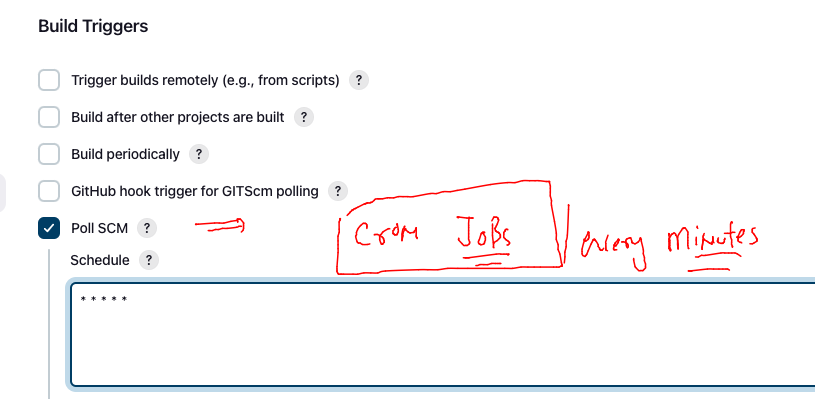 Build Triggers
Trigger builds remotely (e.g., from scripts) ?
Build after other projects are built ?
Build periodically ?
GitHub hook trigger for GITScm polling ?
Poll SCM ? Cron Jobs / every minutes
Schedule ?
* * * * *